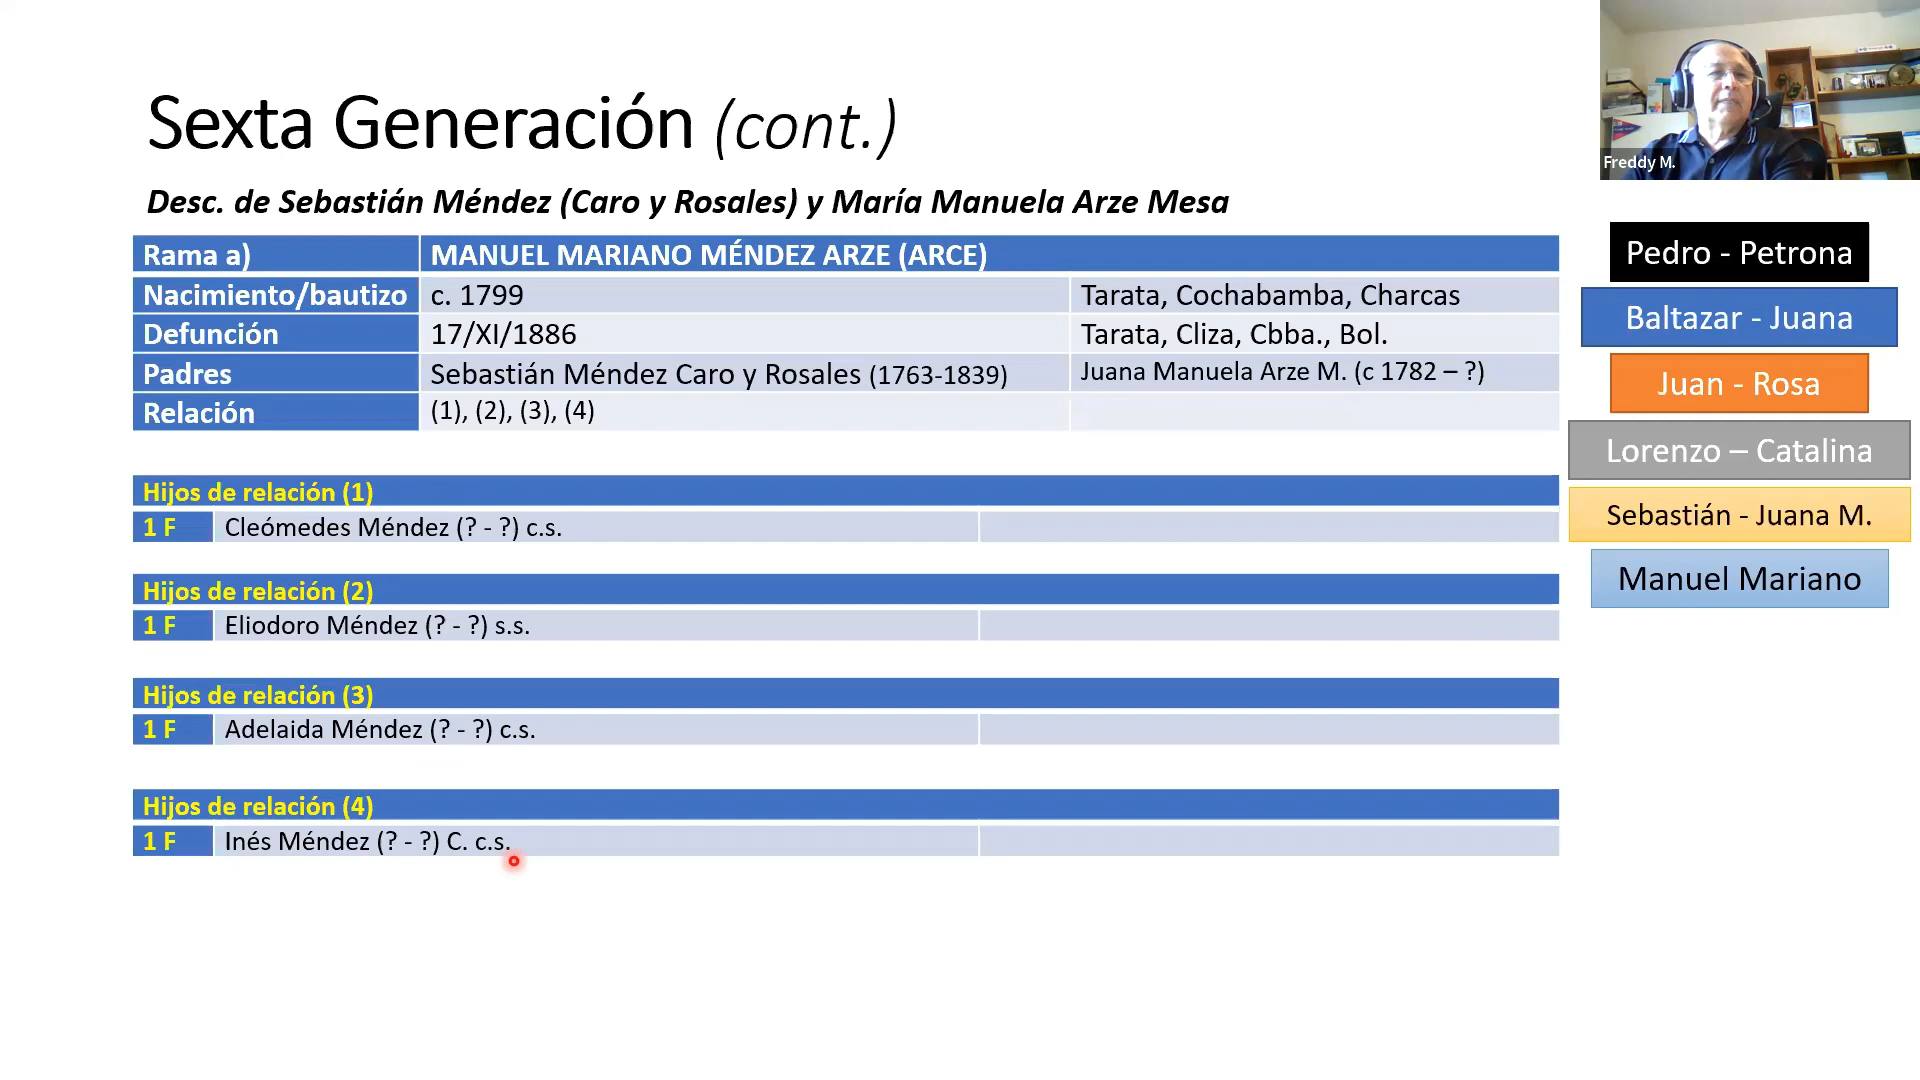 Sexta Generación (cont.)
Desc. de Sebastián Méndez (Caro y Rosales) y María Manuela Arze Mesa
Rama a) MANUEL MARIANO MÉNDEZ ARZE (ARCE)
Nacimiento/bautizo c. 1799 Tarata, Cochabamba, Charcas
Defunción 17/XI/1886 Tarata, Cliza, Cbba., Bol.
Padres Sebastián Méndez Caro y Rosales (1763-1839) Juana Manuela Arze M. (c 1782 – ?)
Relación (1), (2), (3), (4)
Hijos de relación (1)
1 F Cleómedes Méndez (? - ?) c.s.
Hijos de relación (2)
1 F Eliodoro Méndez (? - ?) s.s.
Hijos de relación (3)
1 F Adelaida Méndez (? - ?) c.s.
Hijos de relación (4)
1 F Inés Méndez (? - ?) C. c.s.
Freddy M.
Pedro - Petrona
Baltazar - Juana
Juan - Rosa
Lorenzo – Catalina
Sebastián - Juana M.
Manuel Mariano